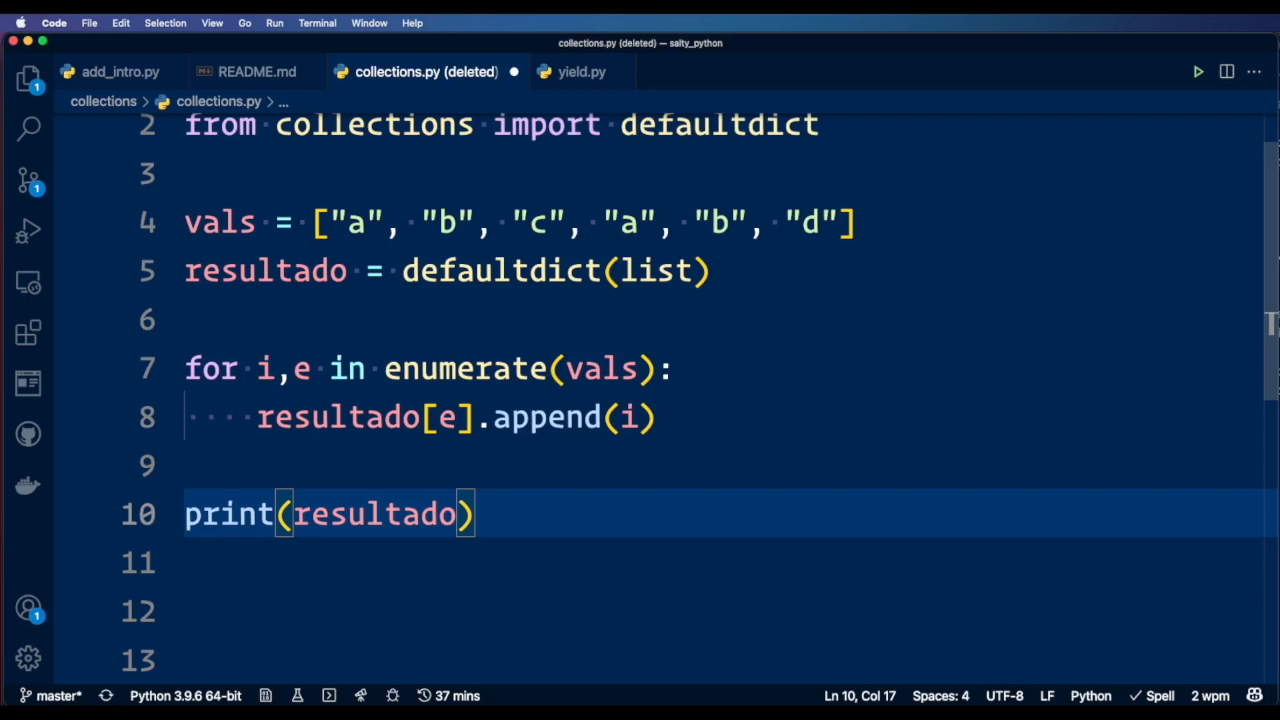 Code File Edit Selection View Go Run Terminal Window Help
collections.py (deleted) — salty_python
add_intro.py README.md collections.py (deleted) yield.py
collections > collections.py > ...
2 from collections import defaultdict
3
4 vals = ["a", "b", "c", "a", "b", "d"]
5 resultado = defaultdict(list)
6
7 for i,e in enumerate(vals):
8 resultado[e].append(i)
9
10 print(resultado)
11
12
13
1
1
1
master* Python 3.9.6 64-bit 37 mins Ln 10, Col 17 Spaces: 4 UTF-8 LF Python Spell 2 wpm